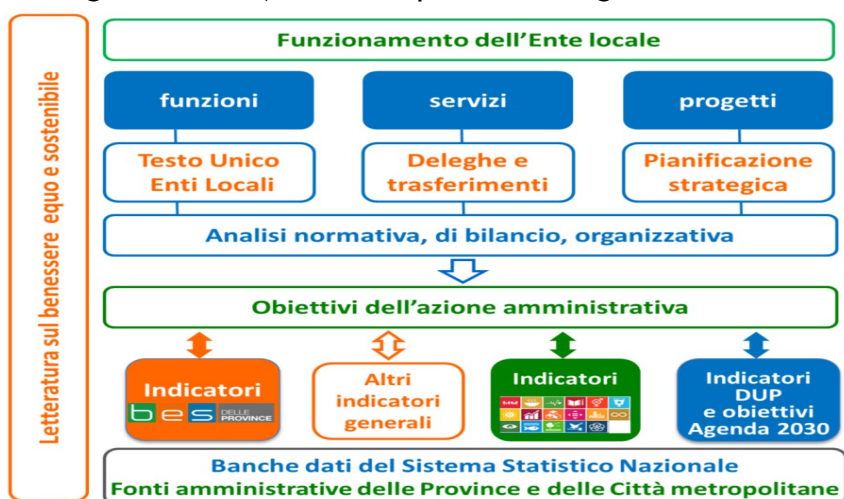 Funzionamento dell'Ente locale
Letteratura sul benessere equo e sostenibile
funzioni
servizi
progetti
Testo Unico
Enti Locali
Deleghe e
trasferimenti
Pianificazione
strategica
Analisi normativa, di bilancio, organizzativa
Obiettivi dell'azione amministrativa
Indicatori
bes DELLE
PROVINCE
Altri
indicatori
generali
Indicatori
Indicatori
DUP
e obiettivi
Agenda 2030
Banche dati del Sistema Statistico Nazionale
Fonti amministrative delle Province e delle Città metropolitane